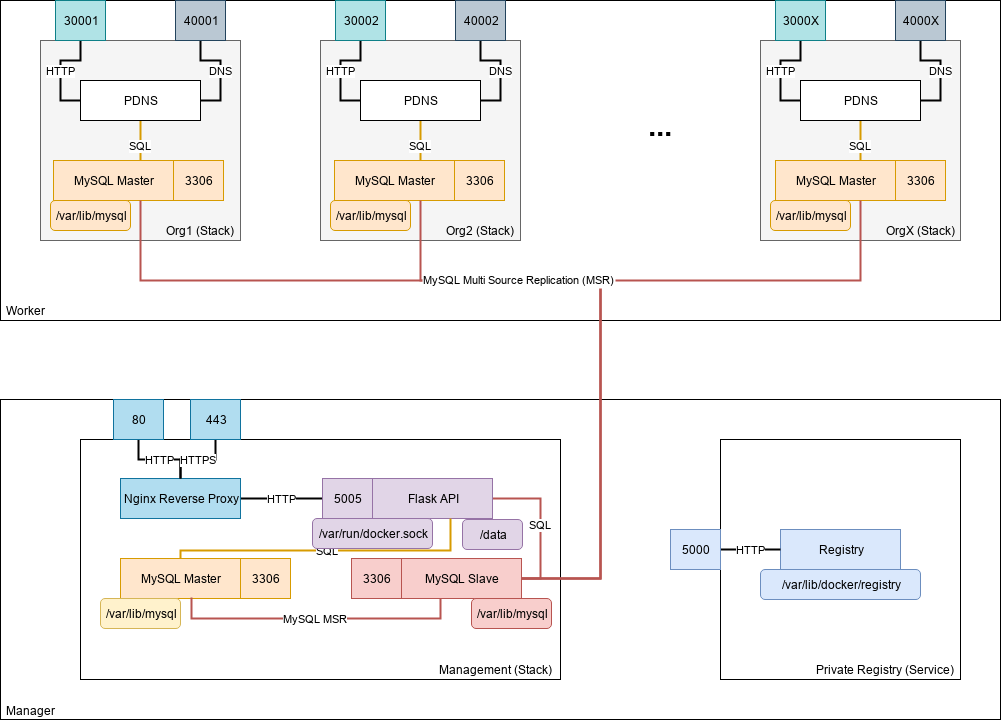 30001
40001
30002
40002
3000X
4000X
HTTP
DNS
HTTP
DNS
HTTP
DNS
PDNS
PDNS
...
PDNS
SQL
SQL
SQL
MySQL Master
3306
MySQL Master
3306
MySQL Master
3306
/var/lib/mysql
/var/lib/mysql
/var/lib/mysql
Org1 (Stack)
Org2 (Stack)
OrgX (Stack)
MySQL Multi Source Replication (MSR)
Worker
80
443
HTTP
HTTPS
Nginx Reverse Proxy
HTTP
5005
Flask API
SQL
/var/run/docker.sock
/data
SQL
5000
HTTP
Registry
/var/lib/docker/registry
MySQL Master
3306
3306
MySQL Slave
/var/lib/mysql
MySQL MSR
/var/lib/mysql
Management (Stack)
Private Registry (Service)
Manager